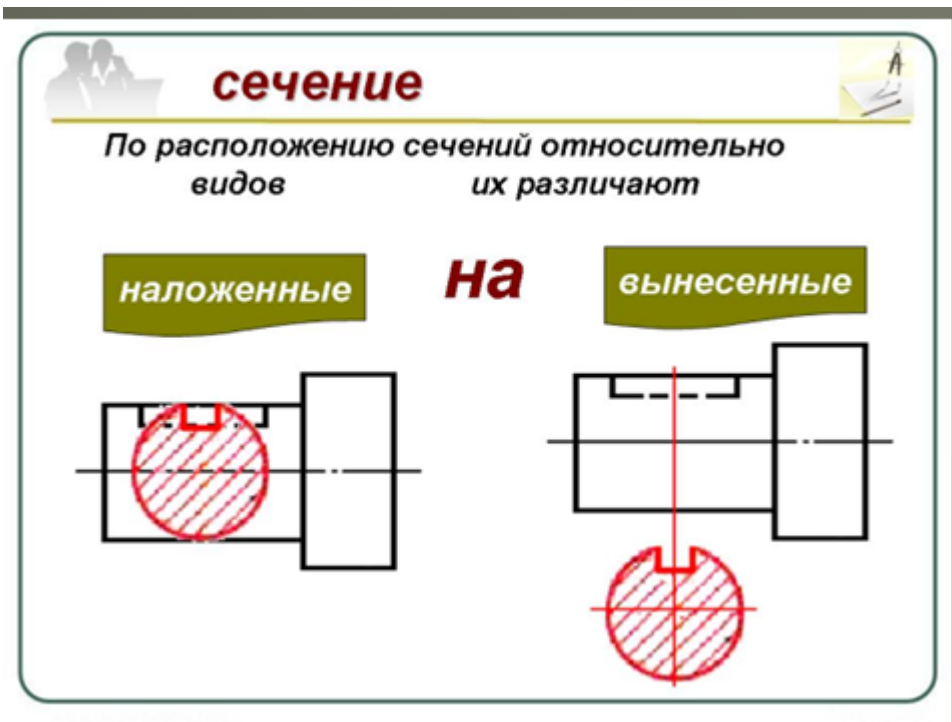 сечение
По расположению сечений относительно
видов их различают
наложенные на вынесенные